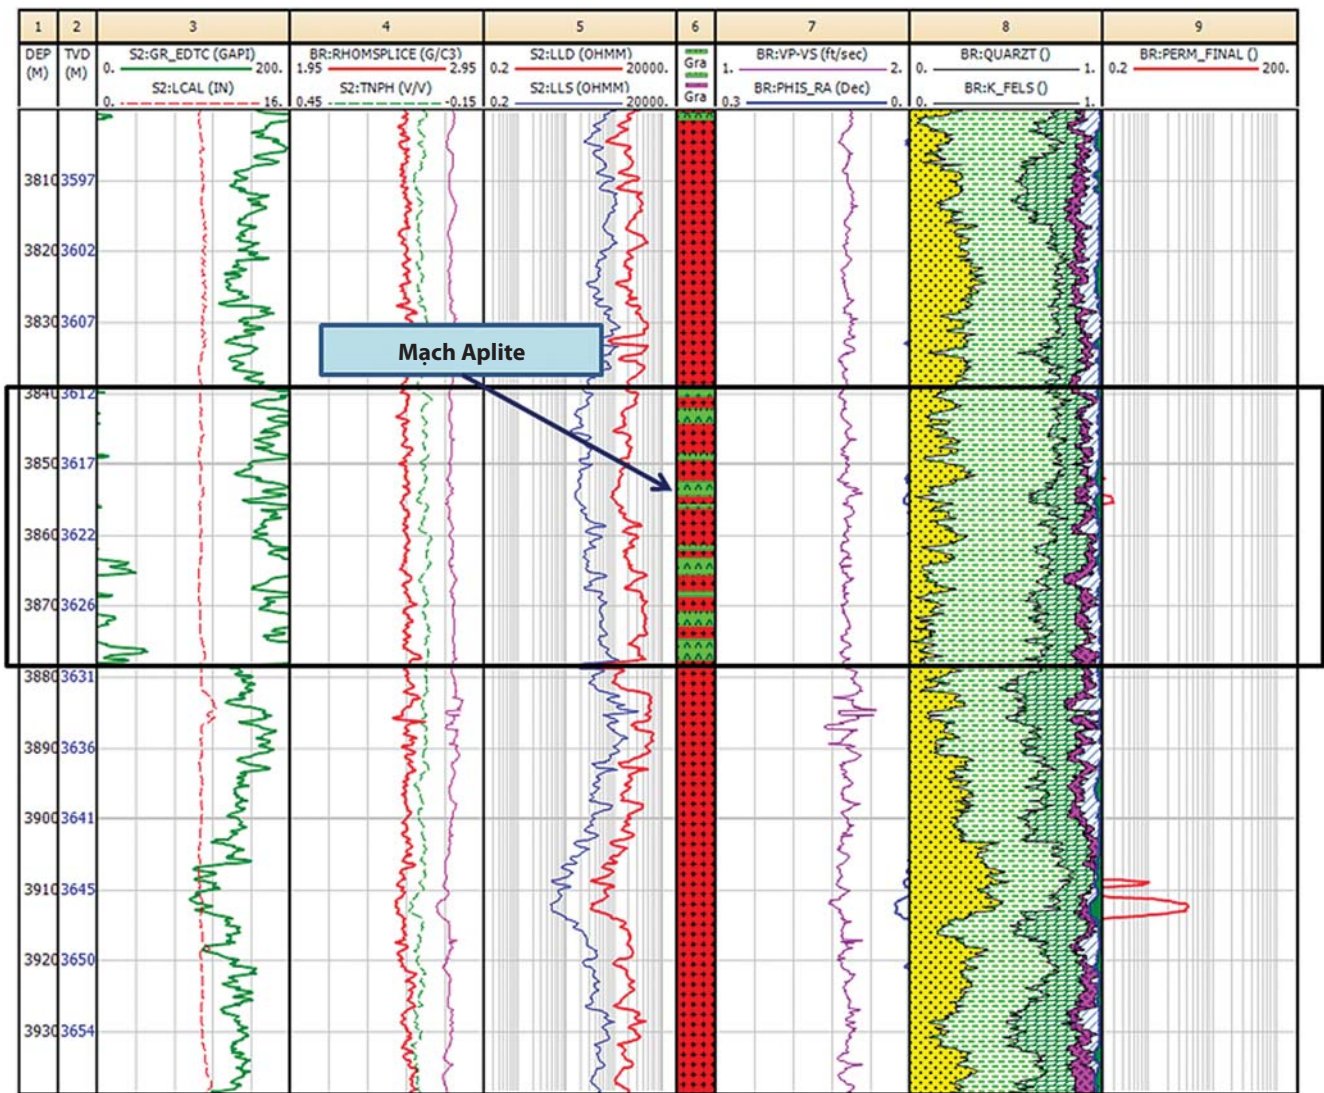 1 2 3 4 5 6 7 8 9
DEP (M)
TVD (M)
S2:GR_EDTC (GAPI)
0. 200.
S2:LCAL (IN)
0. 16.
BR:RHOMSPLICE (G/C3)
1.95 2.95
S2:TNPH (V/V)
0.45 -0.15
S2:LLD (OHMM)
0.2 20000.
S2:LLS (OHMM)
0.2 20000.
Gra
Gra
BR:VP-VS (ft/sec)
1. 2.
BR:PHIS_RA (Dec)
0.3 0.
BR:QUARZT ()
0. 1.
BR:K_FELS ()
0. 1.
BR:PERM_FINAL ()
0.2 200.
3810 3597
3820 3602
3830 3607
Mạch Aplite
3840 3612
3850 3617
3860 3622
3870 3626
3880 3631
3890 3636
3900 3641
3910 3645
3920 3650
3930 3654